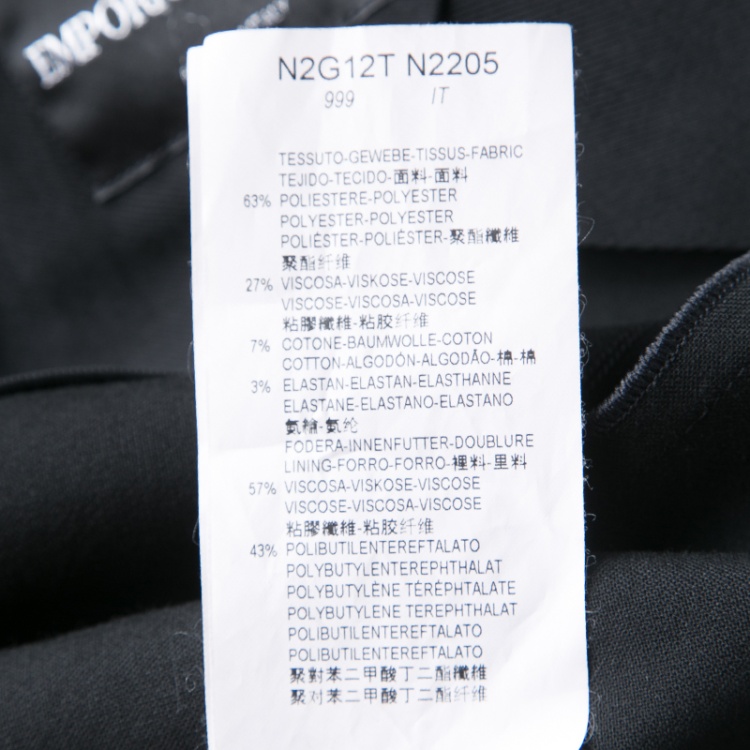 EMPORIO
N2G12T N2205
999 IT
TESSUTO-GEWEBE-TISSUS-FABRIC
TEJIDO-TECIDO-面料-面料
63% POLIESTERE-POLYESTER
POLYESTER-POLYESTER
POLIÉSTER-POLIÉSTER-聚酯纖維
聚酯纤维
27% VISCOSA-VISKOSE-VISCOSE
VISCOSE-VISCOSA-VISCOSE
粘膠纖維-粘胶纤维
7% COTONE-BAUMWOLLE-COTON
COTTON-ALGODÓN-ALGODÃO-棉-棉
3% ELASTAN-ELASTAN-ELASTHANNE
ELASTANE-ELASTANO-ELASTANO
氨綸-氨纶
FODERA-INNENFUTTER-DOUBLURE
LINING-FORRO-FORRO-裡料-里料
57% VISCOSA-VISKOSE-VISCOSE
VISCOSE-VISCOSA-VISCOSE
粘膠纖維-粘胶纤维
43% POLIBUTILENTEREFTALATO
POLYBUTYLENTEREPHTHALAT
POLYBUTYLÈNE TÉRÉPHTALATE
POLYBUTYLENE TEREPHTHALAT
POLIBUTILENTEREFTALATO
POLIBUTILENTEREFTALATO
聚對苯二甲酸丁二酯纖維
聚对苯二甲酸丁二酯纤维